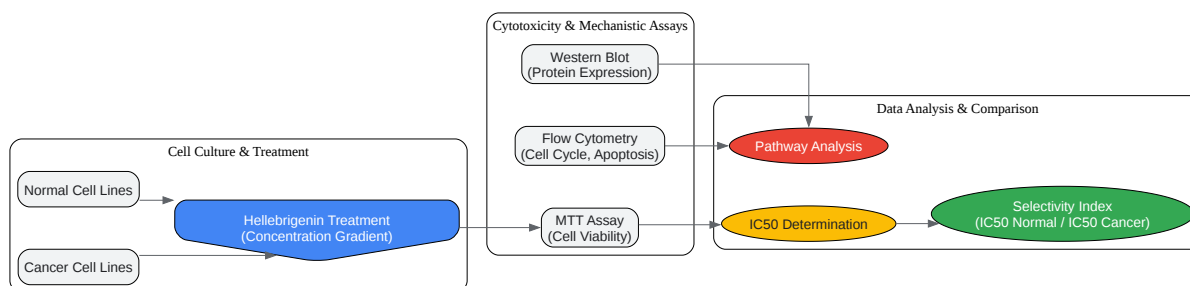 Cell Culture & Treatment
Normal Cell Lines
Cancer Cell Lines
Hellebrigenin Treatment
(Concentration Gradient)
Cytotoxicity & Mechanistic Assays
Western Blot
(Protein Expression)
Flow Cytometry
(Cell Cycle, Apoptosis)
MTT Assay
(Cell Viability)
Data Analysis & Comparison
Pathway Analysis
IC50 Determination
Selectivity Index
(IC50 Normal / IC50 Cancer)